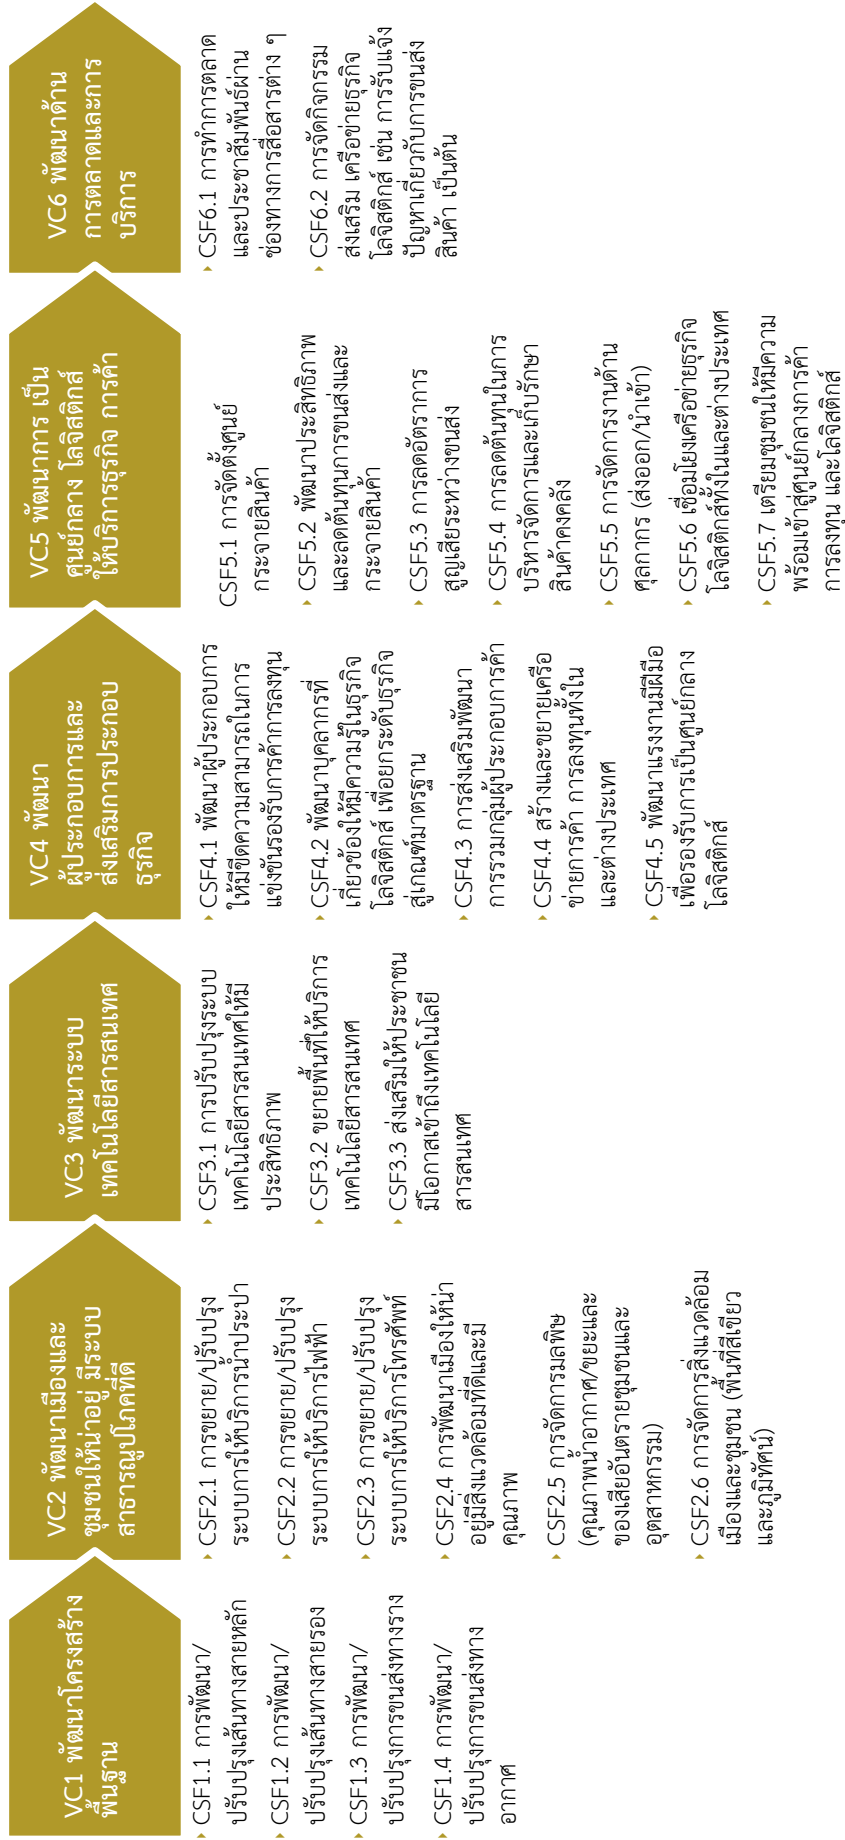 VC1 พัฒนาโครงสร้าง
พื้นฐาน
▸ CSF1.1 การพัฒนา/
ปรับปรุงเส้นทางสายหลัก
▸ CSF1.2 การพัฒนา/
ปรับปรุงเส้นทางสายรอง
▸ CSF1.3 การพัฒนา/
ปรับปรุงการขนส่งทางราง
▸ CSF1.4 การพัฒนา/
ปรับปรุงการขนส่งทาง
อากาศ
VC2 พัฒนาเมืองและ
ชุมชนให้น่าอยู่ มีระบบ
สาธารณูปโภคที่ดี
▸ CSF2.1 การขยาย/ปรับปรุง
ระบบการให้บริการน้ำประปา
▸ CSF2.2 การขยาย/ปรับปรุง
ระบบการให้บริการไฟฟ้า
▸ CSF2.3 การขยาย/ปรับปรุง
ระบบการให้บริการโทรศัพท์
▸ CSF2.4 การพัฒนาเมืองให้น่า
อยู่มีสิ่งแวดล้อมที่ดีและมี
คุณภาพ
▸ CSF2.5 การจัดการมลพิษ
(คุณภาพน้ำอากาศ/ขยะและ
ของเสียอันตรายชุมชนและ
อุตสาหกรรม)
▸ CSF2.6 การจัดการสิ่งแวดล้อม
เมืองและชุมชน (พื้นที่สีเขียว
และภูมิทัศน์)
VC3 พัฒนาระบบ
เทคโนโลยีสารสนเทศ
▸ CSF3.1 การปรับปรุงระบบ
เทคโนโลยีสารสนเทศให้มี
ประสิทธิภาพ
▸ CSF3.2 ขยายพื้นที่ให้บริการ
เทคโนโลยีสารสนเทศ
▸ CSF3.3 ส่งเสริมให้ประชาชน
มีโอกาสเข้าถึงเทคโนโลยี
สารสนเทศ
VC4 พัฒนา
ผู้ประกอบการและ
ส่งเสริมการประกอบ
ธุรกิจ
▸ CSF4.1 พัฒนาผู้ประกอบการ
ให้มีขีดความสามารถในการ
แข่งขันรองรับการค้าการลงทุน
▸ CSF4.2 พัฒนาบุคลากรที่
เกี่ยวข้องให้มีความรู้ในธุรกิจ
โลจิสติกส์ เพื่อยกระดับธุรกิจ
สู่เกณฑ์มาตรฐาน
▸ CSF4.3 การส่งเสริมพัฒนา
การรวมกลุ่มผู้ประกอบการค้า
▸ CSF4.4 สร้างและขยายเครือ
ข่ายการค้า การลงทุนทั้งใน
และต่างประเทศ
▸ CSF4.5 พัฒนาแรงงานมีฝีมือ
เพื่อรองรับการเป็นศูนย์กลาง
โลจิสติกส์
VC5 พัฒนาการ เป็น
ศูนย์กลาง โลจิสติกส์
ให้บริการธุรกิจ การค้า
CSF5.1 การจัดตั้งศูนย์
กระจายสินค้า
▸ CSF5.2 พัฒนาประสิทธิภาพ
และลดต้นทุนการขนส่งและ
กระจายสินค้า
▸ CSF5.3 การลดอัตราการ
สูญเสียระหว่างขนส่ง
▸ CSF5.4 การลดต้นทุนในการ
บริหารจัดการและเก็บรักษา
สินค้าคงคลัง
▸ CSF5.5 การจัดการงานด้าน
ศุลกากร (ส่งออก/นำเข้า)
▸ CSF5.6 เชื่อมโยงเครือข่ายธุรกิจ
โลจิสติกส์ทั้งในและต่างประเทศ
▸ CSF5.7 เตรียมชุมชนให้มีความ
พร้อมเข้าสู่ศูนย์กลางการค้า
การลงทุน และโลจิสติกส์
VC6 พัฒนาด้าน
การตลาดและการ
บริการ
▸ CSF6.1 การทำการตลาด
และประชาสัมพันธ์ผ่าน
ช่องทางการสื่อสารต่าง ๆ
▸ CSF6.2 การจัดกิจกรรม
ส่งเสริม เครือข่ายธุรกิจ
โลจิสติกส์ เช่น การรับแจ้ง
ปัญหาเกี่ยวกับการขนส่ง
สินค้า เป็นต้น